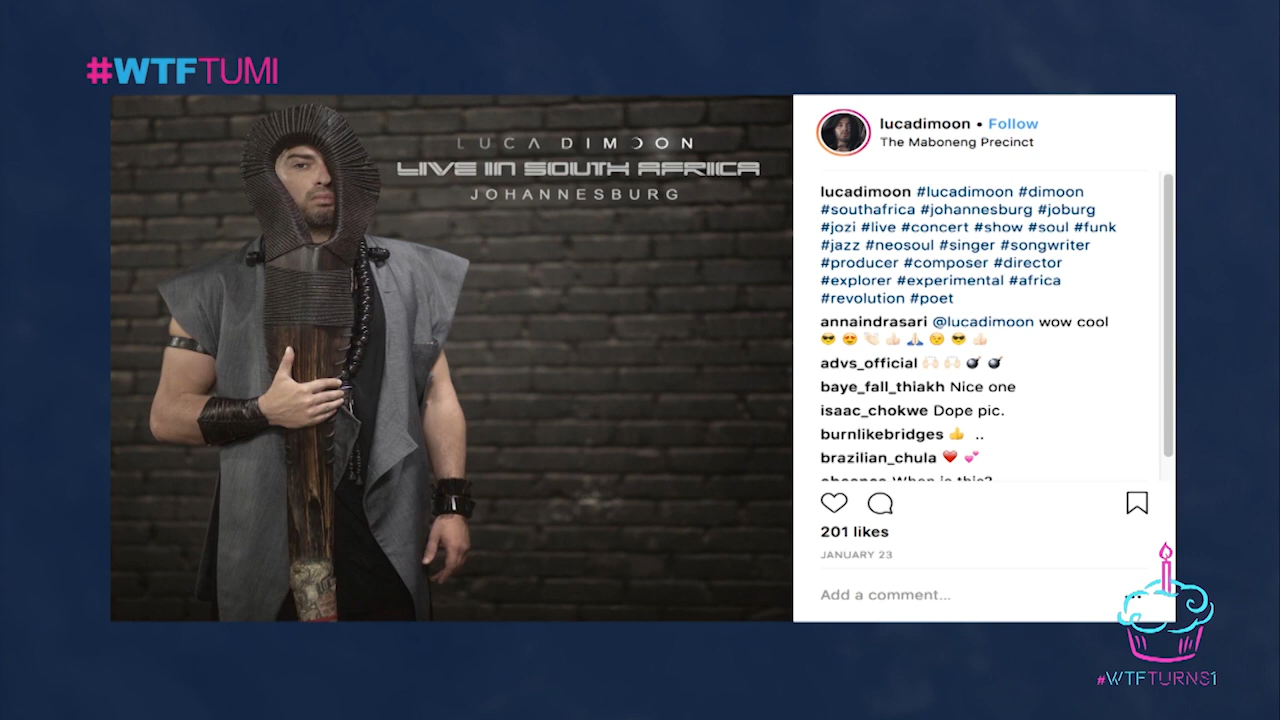 #WTFTUMI
LUCA DIMOON
LIVE IN SOUTH AFRICA
JOHANNESBURG
lucadimoon • Follow
The Maboneng Precinct
lucadimoon #lucadimoon #dimoon
#southafrica #johannesburg #joburg
#jozi #live #concert #show #soul #funk
#jazz #neosoul #singer #songwriter
#producer #composer #director
#explorer #experimental #africa
#revolution #poet
annaindrasari @lucadimoon wow cool
😎 😍 👏🏻 👍🏻 🙏🏻 😉 😎 👍🏻
advs_official 🙌🏻 🙌🏻 💣 💣
baye_fall_thiakh Nice one
isaac_chokwe Dope pic.
burnlikebridges 👍 ..
brazilian_chula ❤️ 💕
When is this?
201 likes
JANUARY 23
Add a comment...
#WTFTURNS1